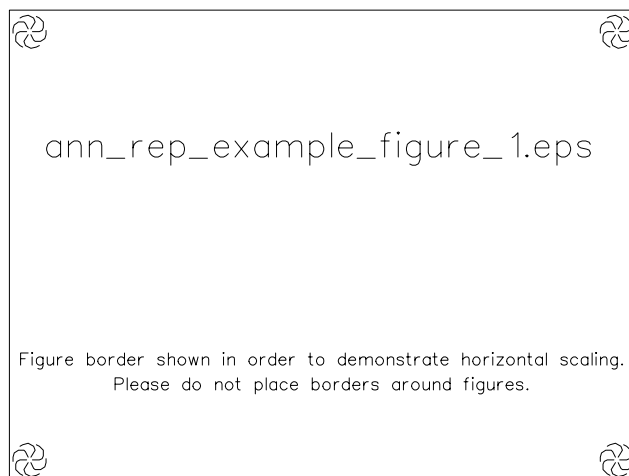 ann_rep_example_figure_1.eps
Figure border shown in order to demonstrate horizontal scaling.
Please do not place borders around figures.